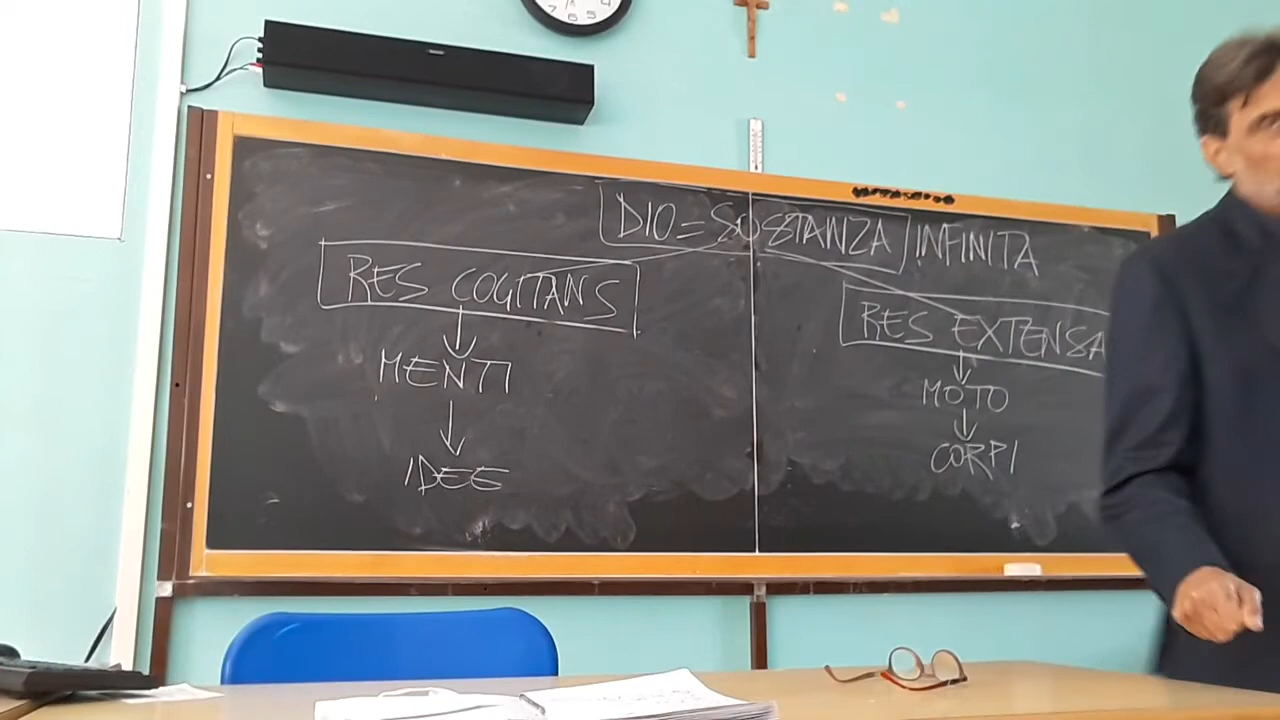 DIO = SOSTANZA INFINITA
RES COGITANS
MENTI
IDEE
RES EXTENSA
MOTO
CORPI